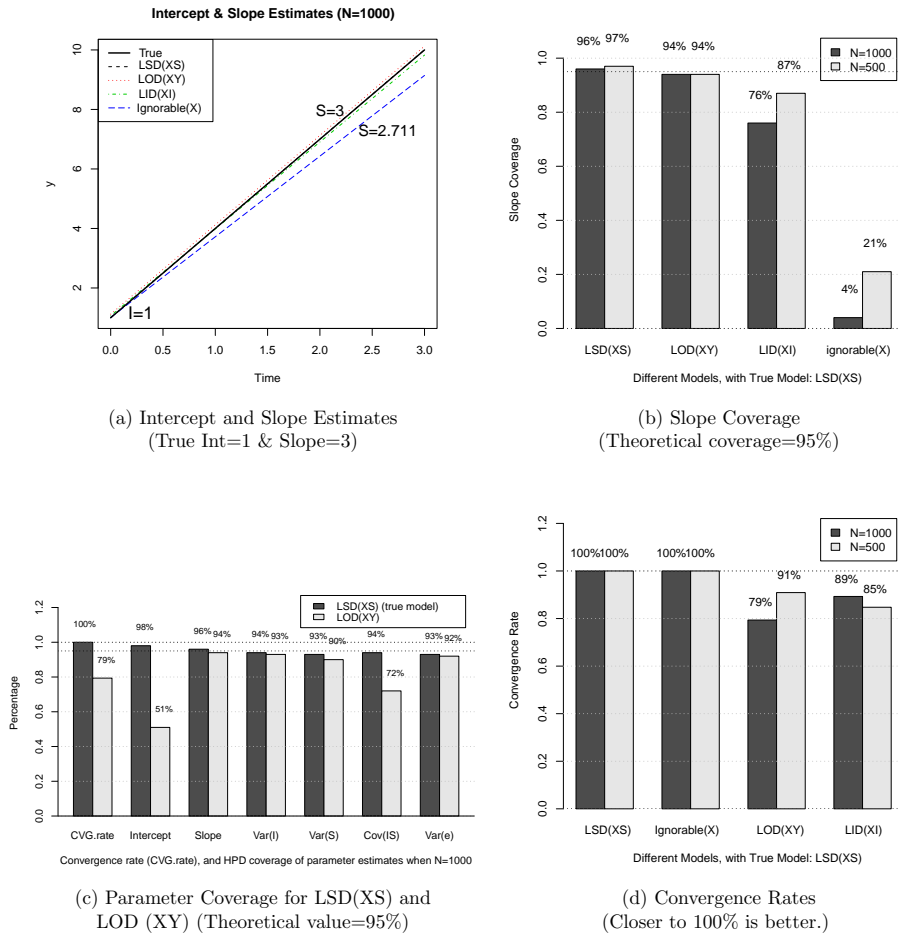 Intercept & Slope Estimates (N=1000)
True
LSD(XS)
LOD(XY)
LID(XI)
Ignorable(X)
S=3
S=2.711
I=1
y
2
4
6
8
10
0.0 0.5 1.0 1.5 2.0 2.5 3.0
Time
(a) Intercept and Slope Estimates
(True Int=1 & Slope=3)
N=1000
N=500
96% 97% 94% 94% 76% 87% 4% 21%
Slope Coverage
0.0 0.2 0.4 0.6 0.8 1.0
LSD(XS) LOD(XY) LID(XI) ignorable(X)
Different Models, with True Model: LSD(XS)
(b) Slope Coverage
(Theoretical coverage=95%)
LSD(XS) (true model)
LOD(XY)
100% 79% 98% 51% 96% 94% 94% 93% 93% 90% 94% 72% 93% 92%
Percentage
0.0 0.2 0.4 0.6 0.8 1.0 1.2
CVG.rate Intercept Slope Var(I) Var(S) Cov(IS) Var(e)
Convergence rate (CVG.rate), and HPD coverage of parameter estimates when N=1000
(c) Parameter Coverage for LSD(XS) and
LOD (XY) (Theoretical value=95%)
N=1000
N=500
100% 100% 100% 100% 79% 91% 89% 85%
Convergence Rate
0.0 0.2 0.4 0.6 0.8 1.0 1.2
LSD(XS) Ignorable(X) LOD(XY) LID(XI)
Different Models, with True Model: LSD(XS)
(d) Convergence Rates
(Closer to 100% is better.)